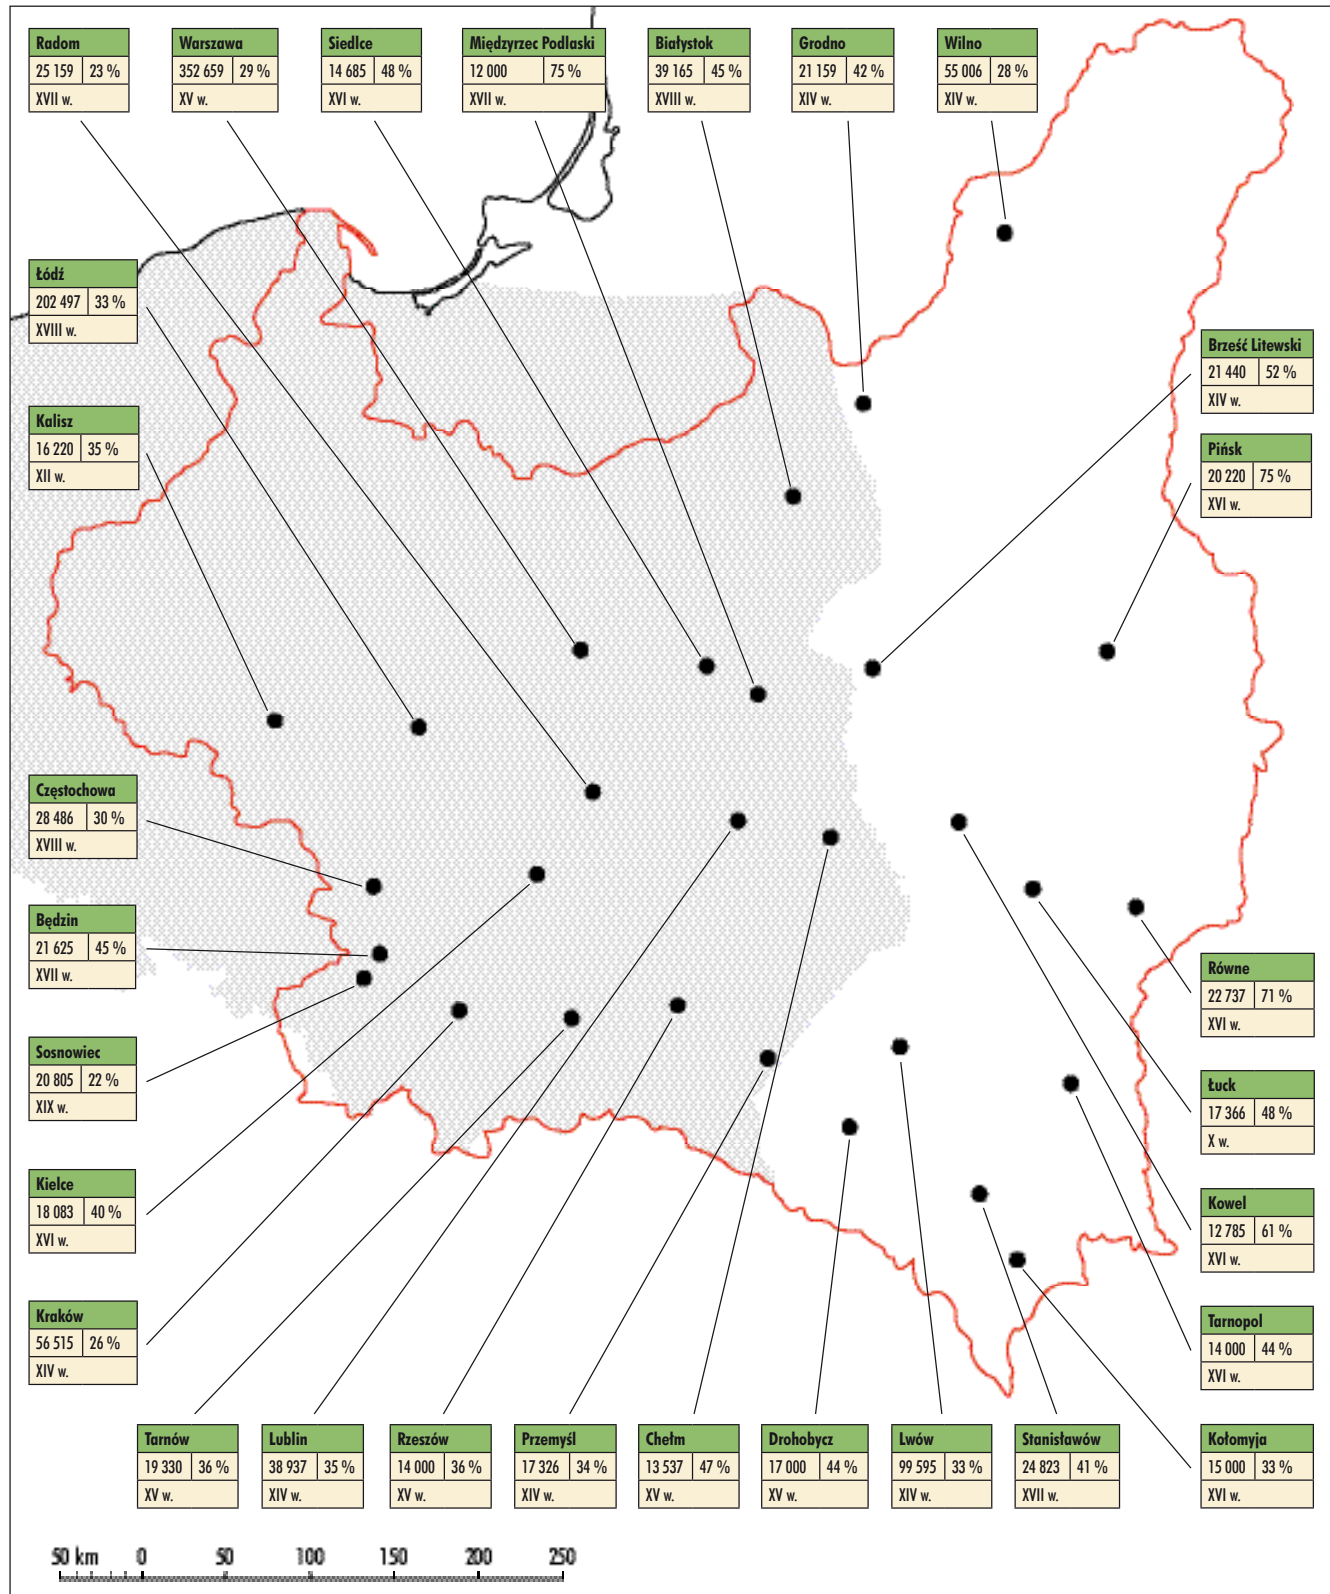 Radom
25 159 23 %
XVII w.
Warszawa
352 659 29 %
XV w.
Siedlce
14 685 48 %
XVI w.
Międzyrzec Podlaski
12 000 75 %
XVII w.
Białystok
39 165 45 %
XVIII w.
Grodno
21 159 42 %
XIV w.
Wilno
55 006 28 %
XIV w.
Łódź
202 497 33 %
XVIII w.
Brześć Litewski
21 440 52 %
XIV w.
Kalisz
16 220 35 %
XII w.
Pińsk
20 220 75 %
XVI w.
Częstochowa
28 486 30 %
XVIII w.
Będzin
21 625 45 %
XVII w.
Równe
22 737 71 %
XVI w.
Sosnowiec
20 805 22 %
XIX w.
Łuck
17 366 48 %
X w.
Kielce
18 083 40 %
XVI w.
Kowel
12 785 61 %
XVI w.
Kraków
56 515 26 %
XIV w.
Tarnopol
14 000 44 %
XVI w.
Tarnów
19 330 36 %
XV w.
Lublin
38 937 35 %
XIV w.
Rzeszów
14 000 36 %
XV w.
Przemyśl
17 326 34 %
XIV w.
Chełm
13 537 47 %
XV w.
Drohobycz
17 000 44 %
XV w.
Lwów
99 595 33 %
XIV w.
Stanisławów
24 823 41 %
XVII w.
Kołomyja
15 000 33 %
XVI w.
50 km 0 50 100 150 200 250